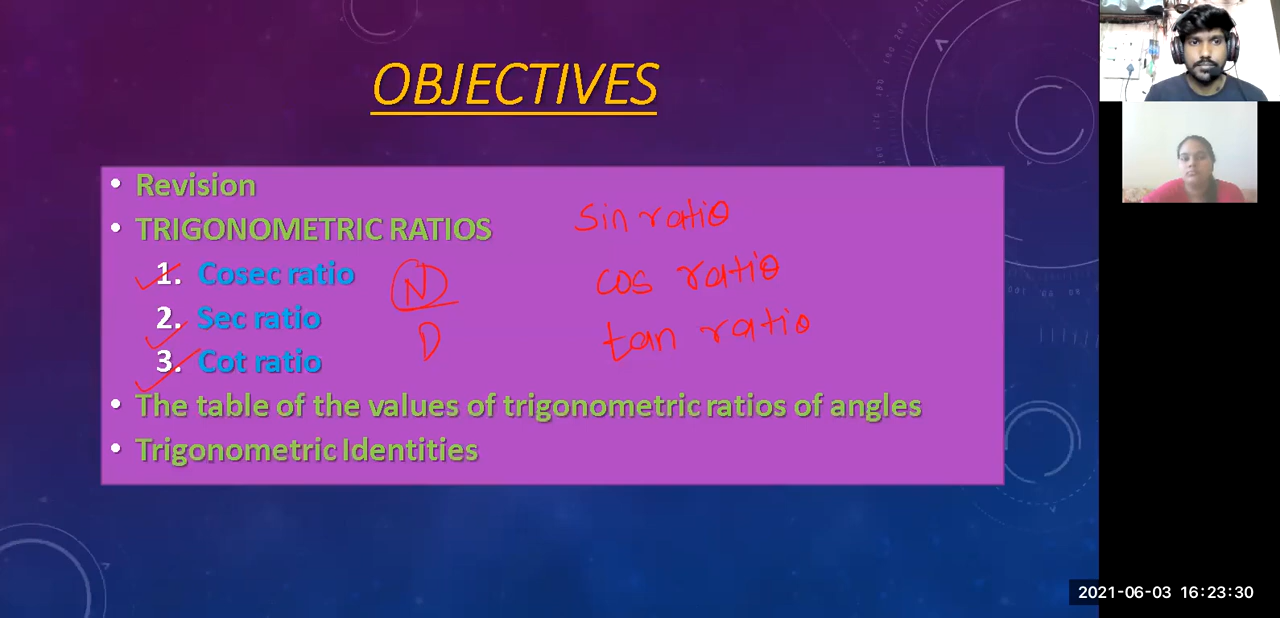 OBJECTIVES
• Revision
• TRIGONOMETRIC RATIOS
sin ratio
1. Cosec ratio
N
cos ratio
2. Sec ratio
D
tan ratio
3. Cot ratio
• The table of the values of trigonometric ratios of angles
• Trigonometric Identities
2021-06-03 16:23:30